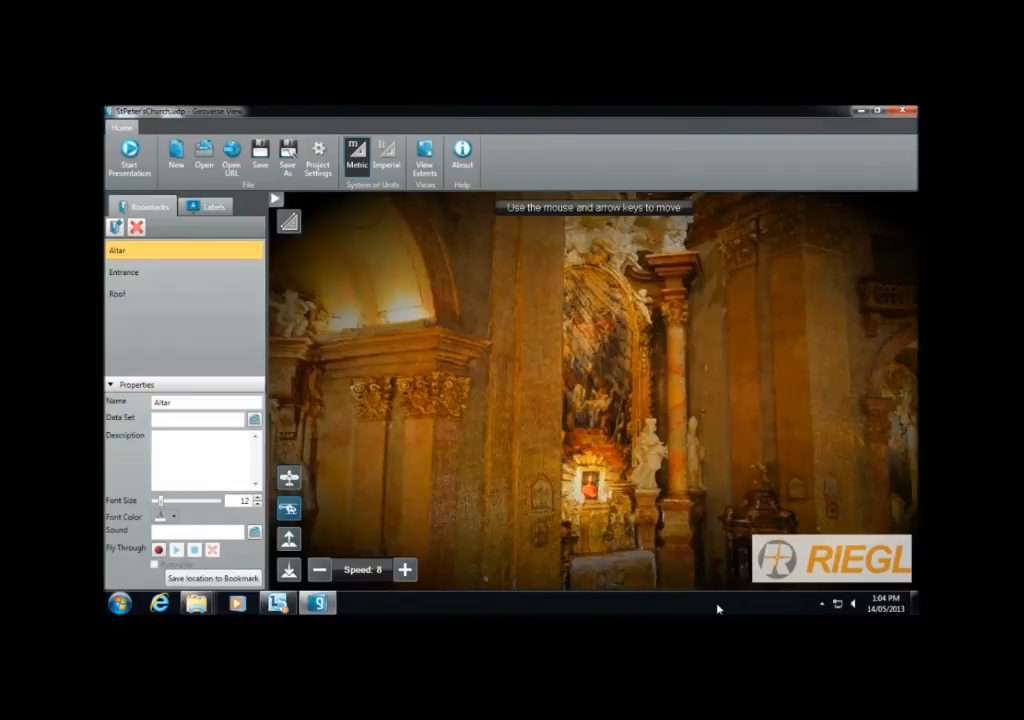 StPeter'sChurch.udp - Geoverse View
Home
Start Presentation
New
Open
Open URL
Save
Save As
Project Settings
File
Metric
Imperial
System of Units
View Extents
Views
About
Help
Bookmarks
Labels
Use the mouse and arrow keys to move
Altar
Entrance
Roof
Properties
Name
Altar
Data Set
Description
Font Size
12
Font Color
A
Sound
Fly Through
Save location to Bookmark
Speed: 8
RIEGL
1:04 PM
14/05/2013